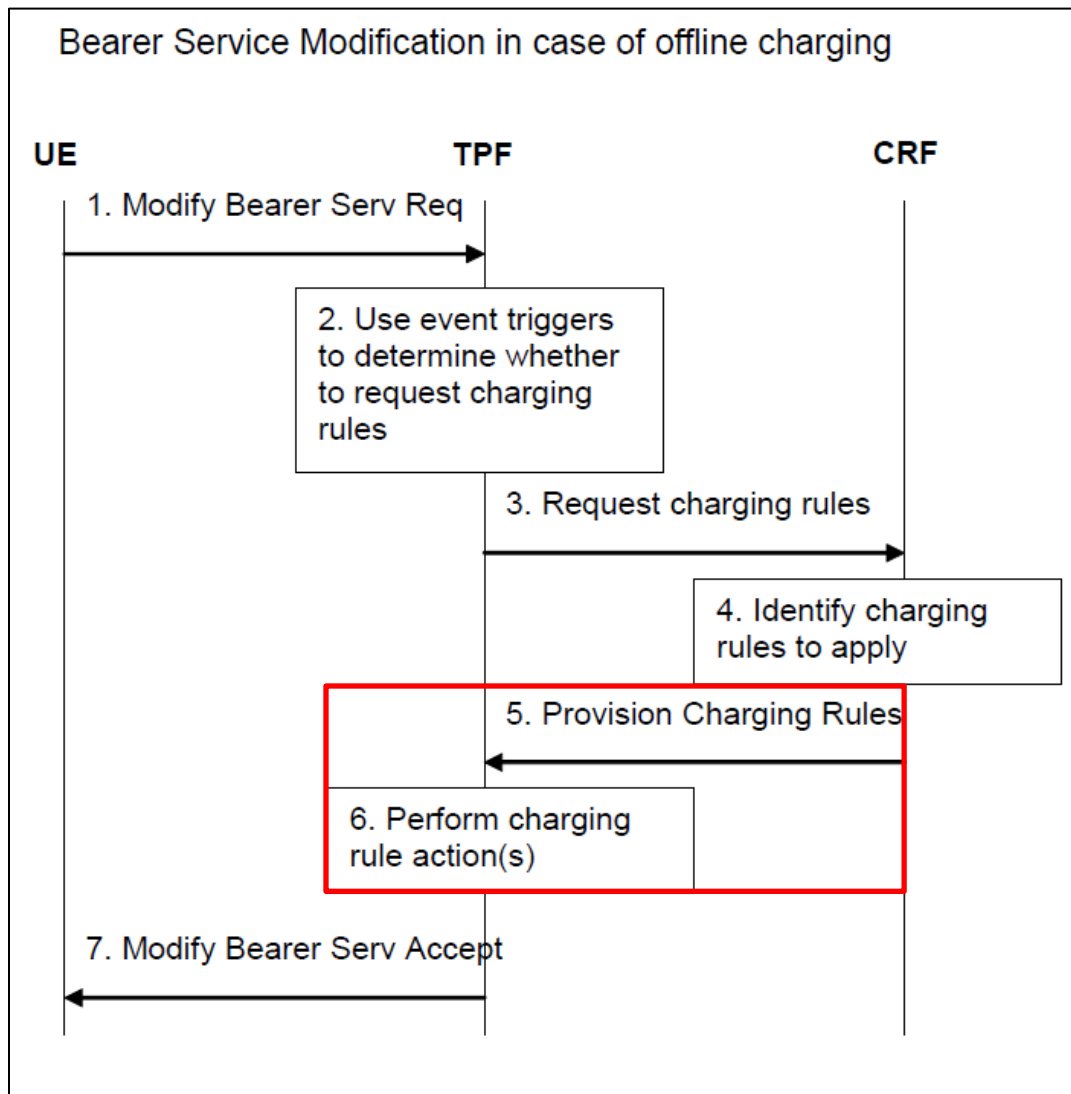 Bearer Service Modification in case of offline charging
UE
TPF
CRF
1. Modify Bearer Serv Req
2. Use event triggers
to determine whether
to request charging
rules
3. Request charging rules
4. Identify charging
rules to apply
5. Provision Charging Rules
6. Perform charging
rule action(s)
7. Modify Bearer Serv Accept